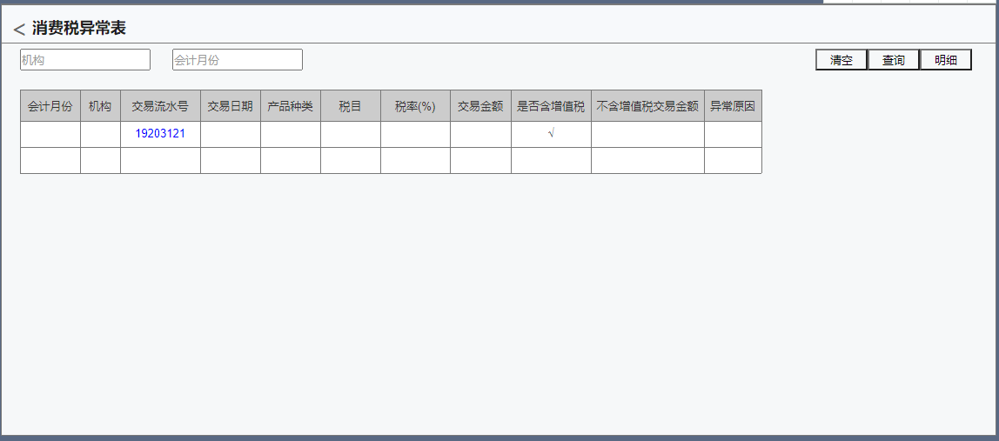 < 消费税异常表
机构 会计月份 清空 查询 明细
会计月份 机构 交易流水号 交易日期 产品种类 税目 税率(%) 交易金额 是否含增值税 不含增值税交易金额 异常原因
19203121 √